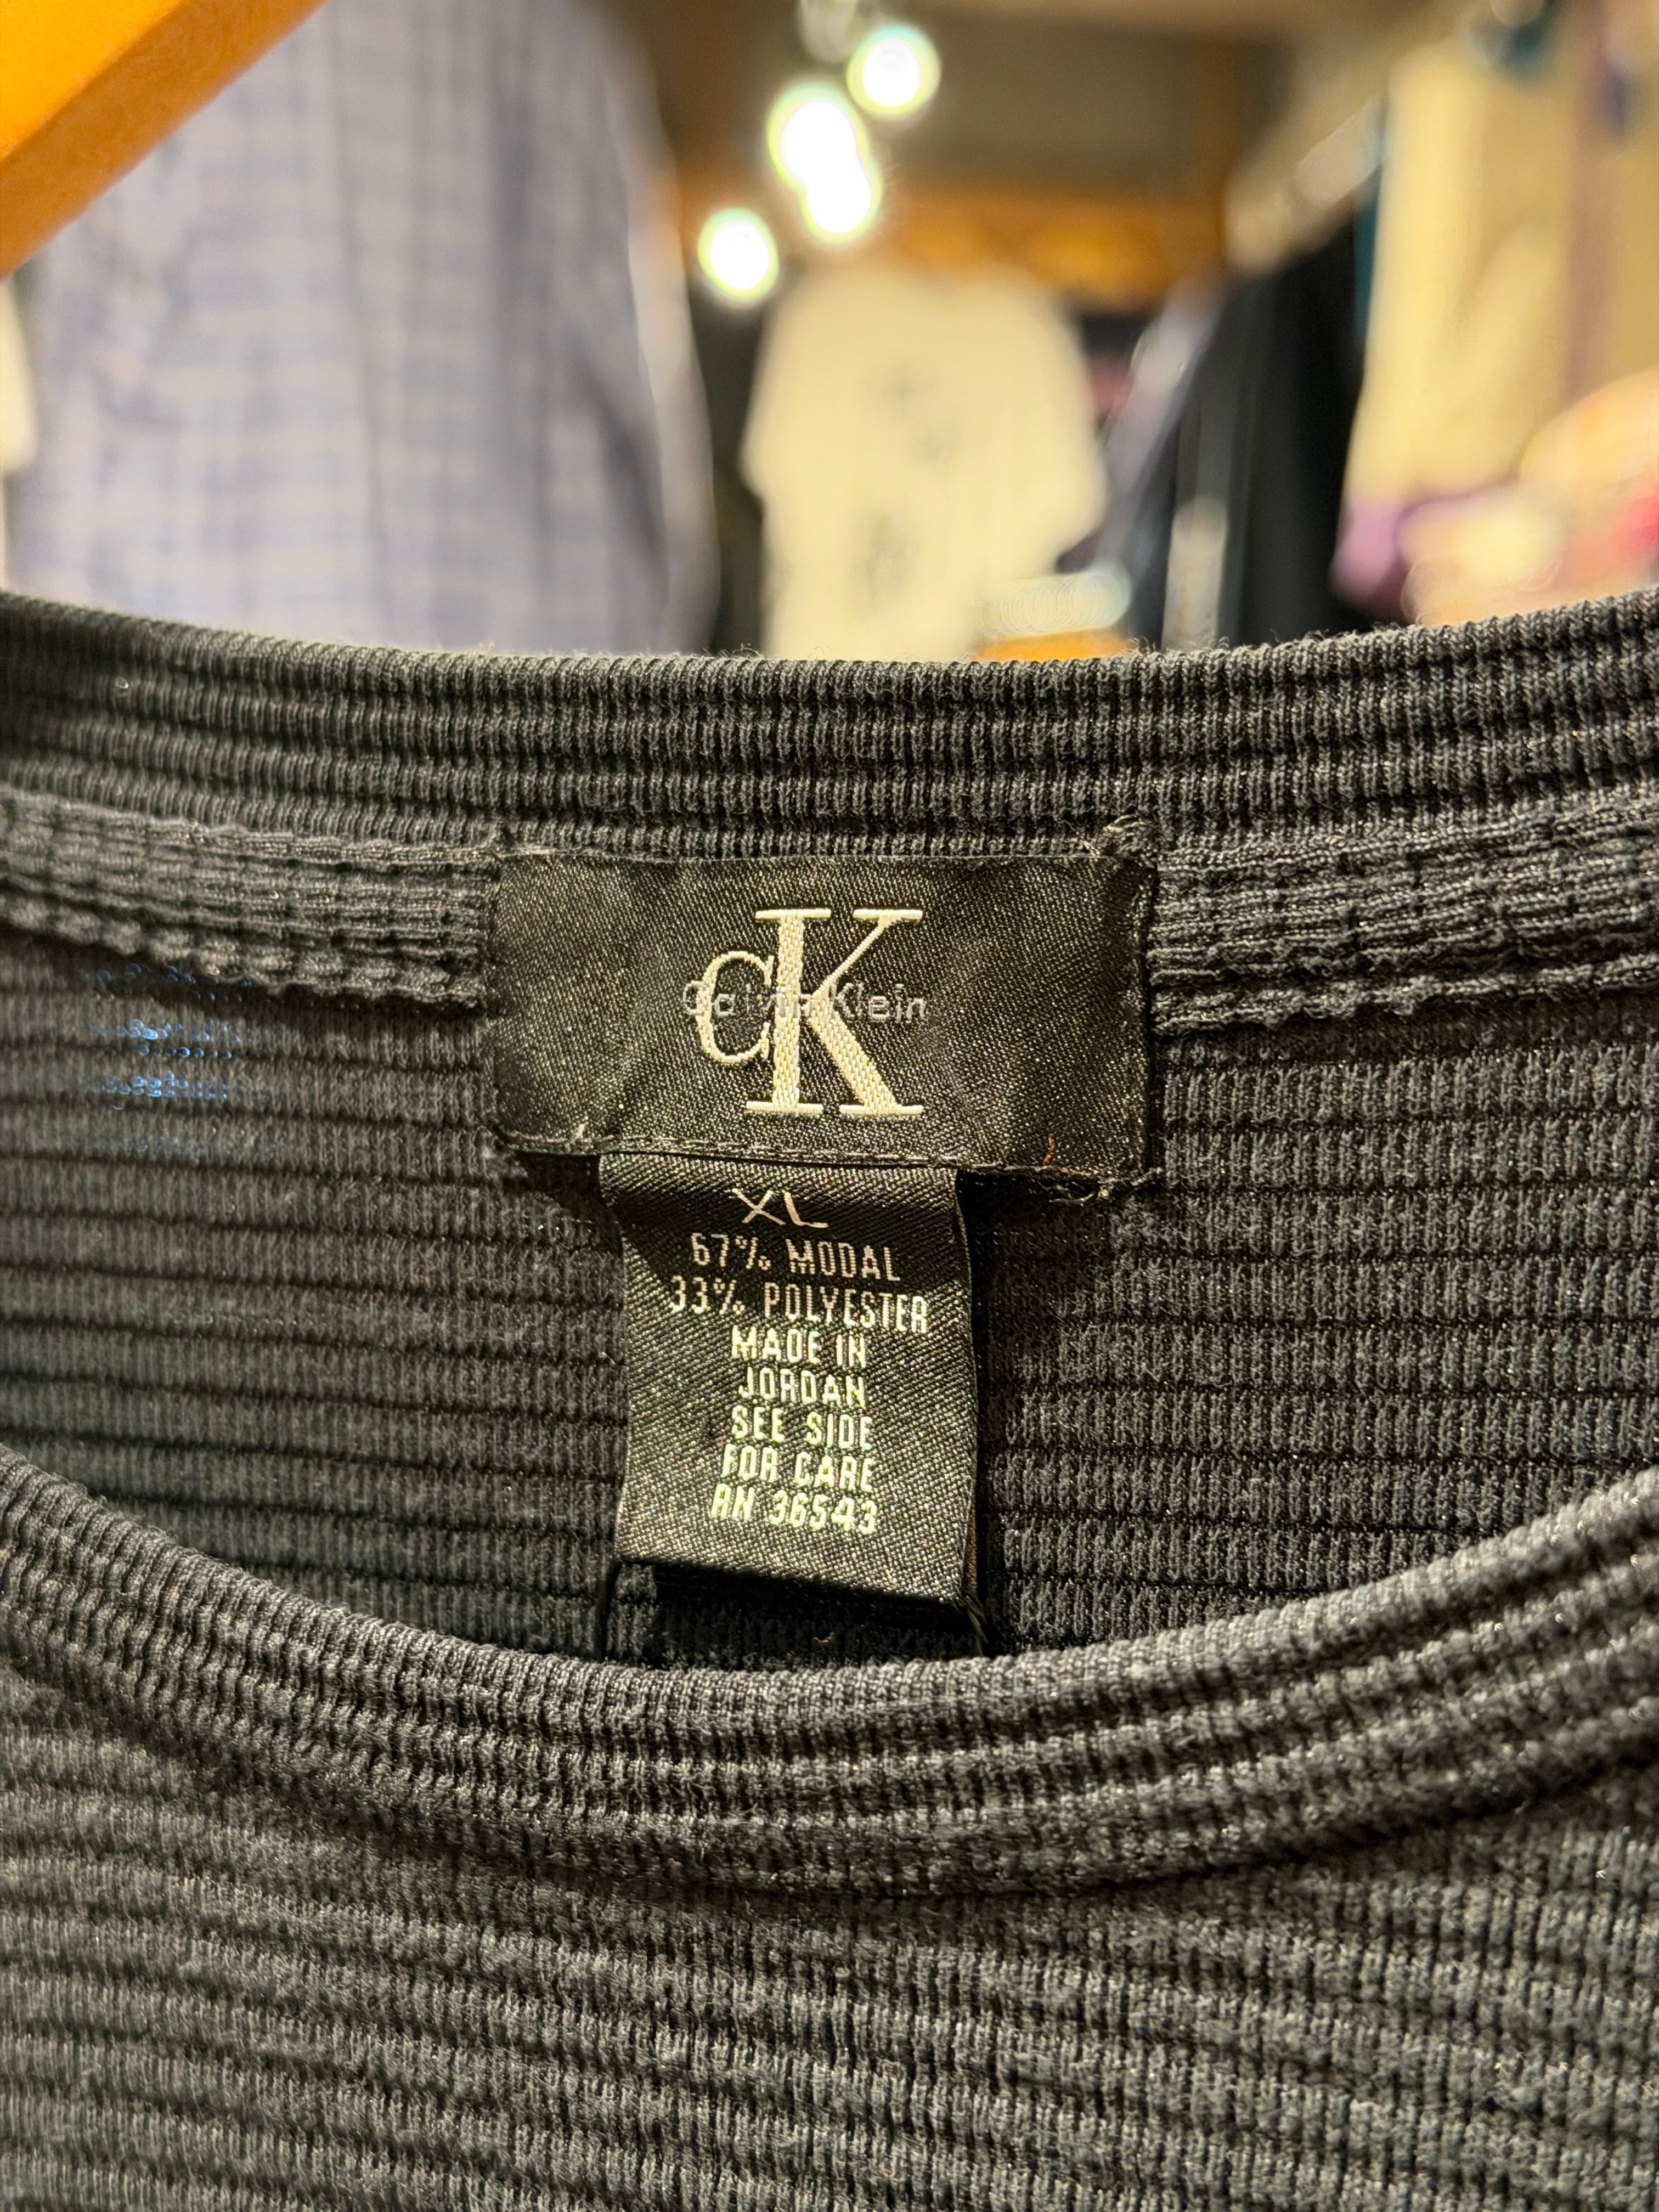 cK
Calvin Klein
XL
67% MODAL
33% POLYESTER
MADE IN
JORDAN
SEE SIDE
FOR CARE
RN 36543